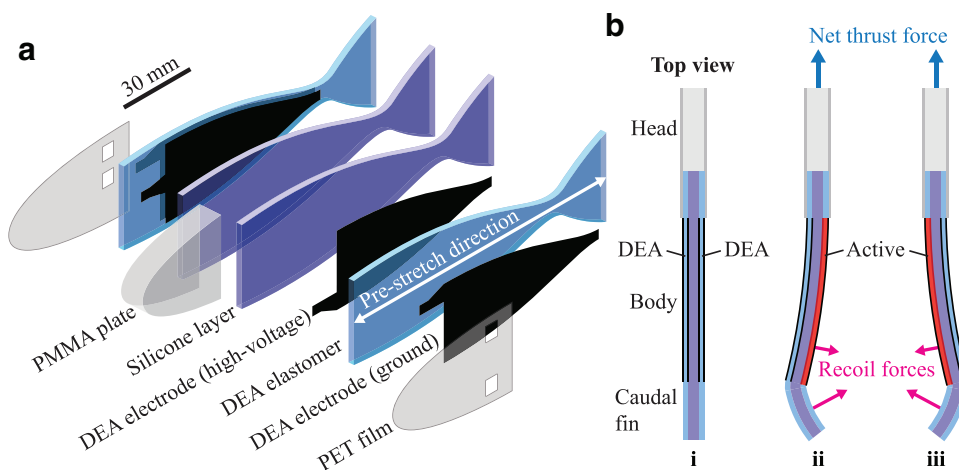 a
30 mm
Pre-stretch direction
PMMA plate
Silicone layer
DEA electrode (high-voltage)
DEA elastomer
DEA electrode (ground)
PET film
b
Net thrust force
Top view
Head
DEA
DEA
Active
Body
Recoil forces
Caudal
fin
i
ii
iii